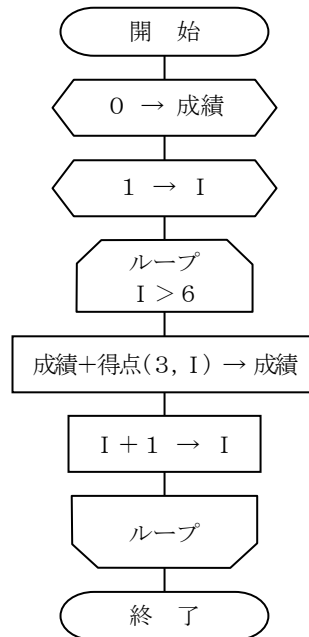 開　始
０ → 成績
１ → Ｉ
ループ
Ｉ＞６
成績＋得点(３, Ｉ) → 成績
Ｉ＋１ → Ｉ
ループ
終　了